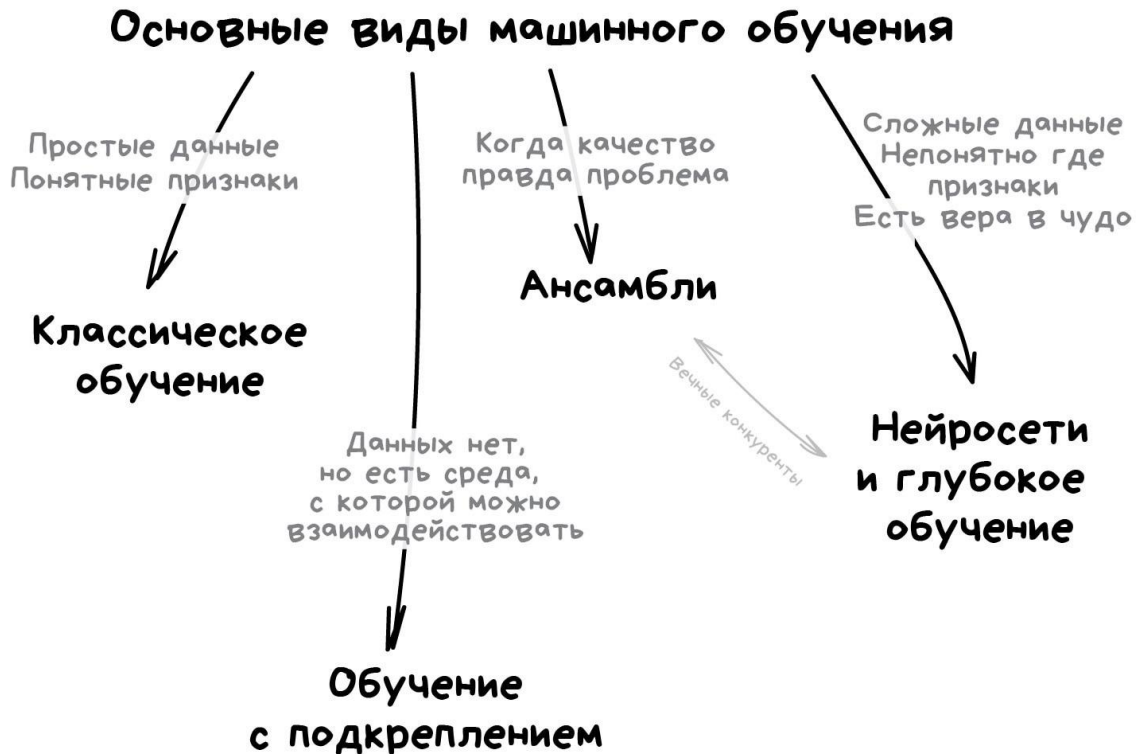 Основные виды машинного обучения
Простые данные
Понятные признаки
Классическое
обучение
Данных нет,
но есть среда,
с которой можно
взаимодействовать
Обучение
с подкреплением
Когда качество
правда проблема
Ансамбли
Вечные конкуренты
Сложные данные
Непонятно где
признаки
Есть вера в чудо
Нейросети
и глубокое
обучение